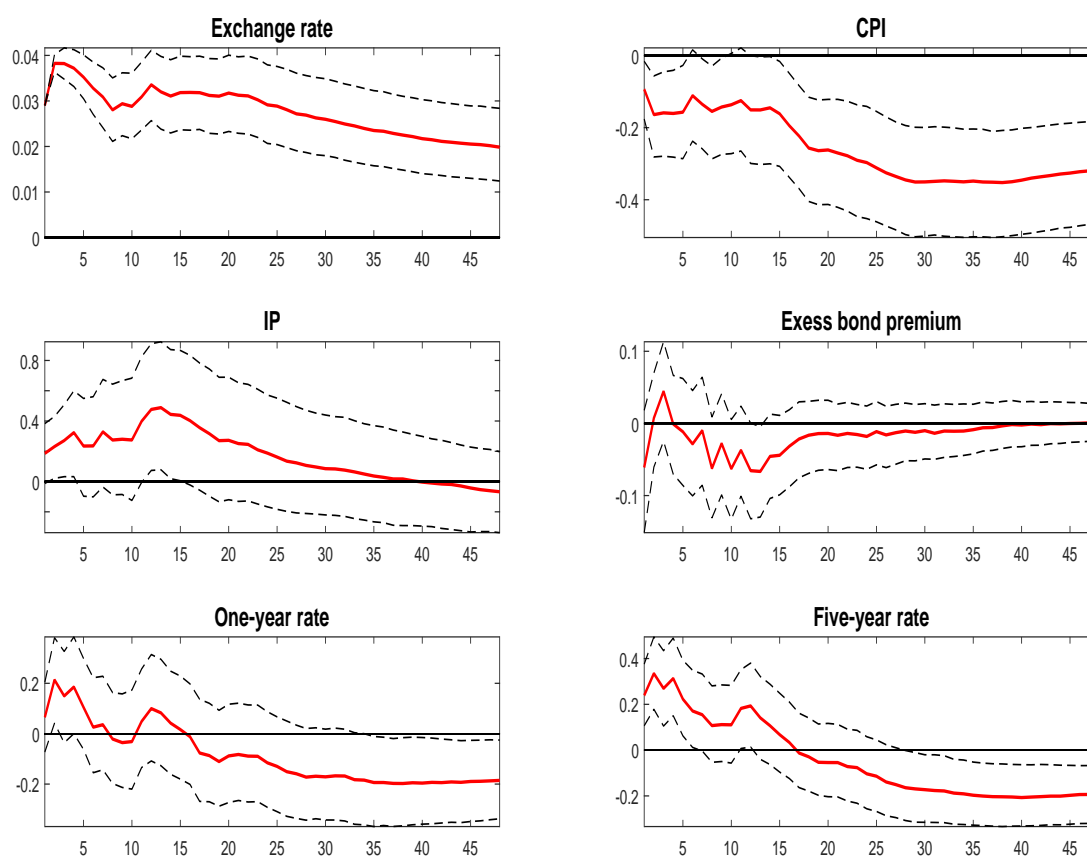 Exchange rate
0.04
0.03
0.02
0.01
0
5 10 15 20 25 30 35 40 45
CPI
0
-0.2
-0.4
5 10 15 20 25 30 35 40 45
IP
0.8
0.4
0
5 10 15 20 25 30 35 40 45
Exess bond premium
0.1
0
-0.1
5 10 15 20 25 30 35 40 45
One-year rate
0.2
0
-0.2
5 10 15 20 25 30 35 40 45
Five-year rate
0.4
0.2
0
-0.2
5 10 15 20 25 30 35 40 45